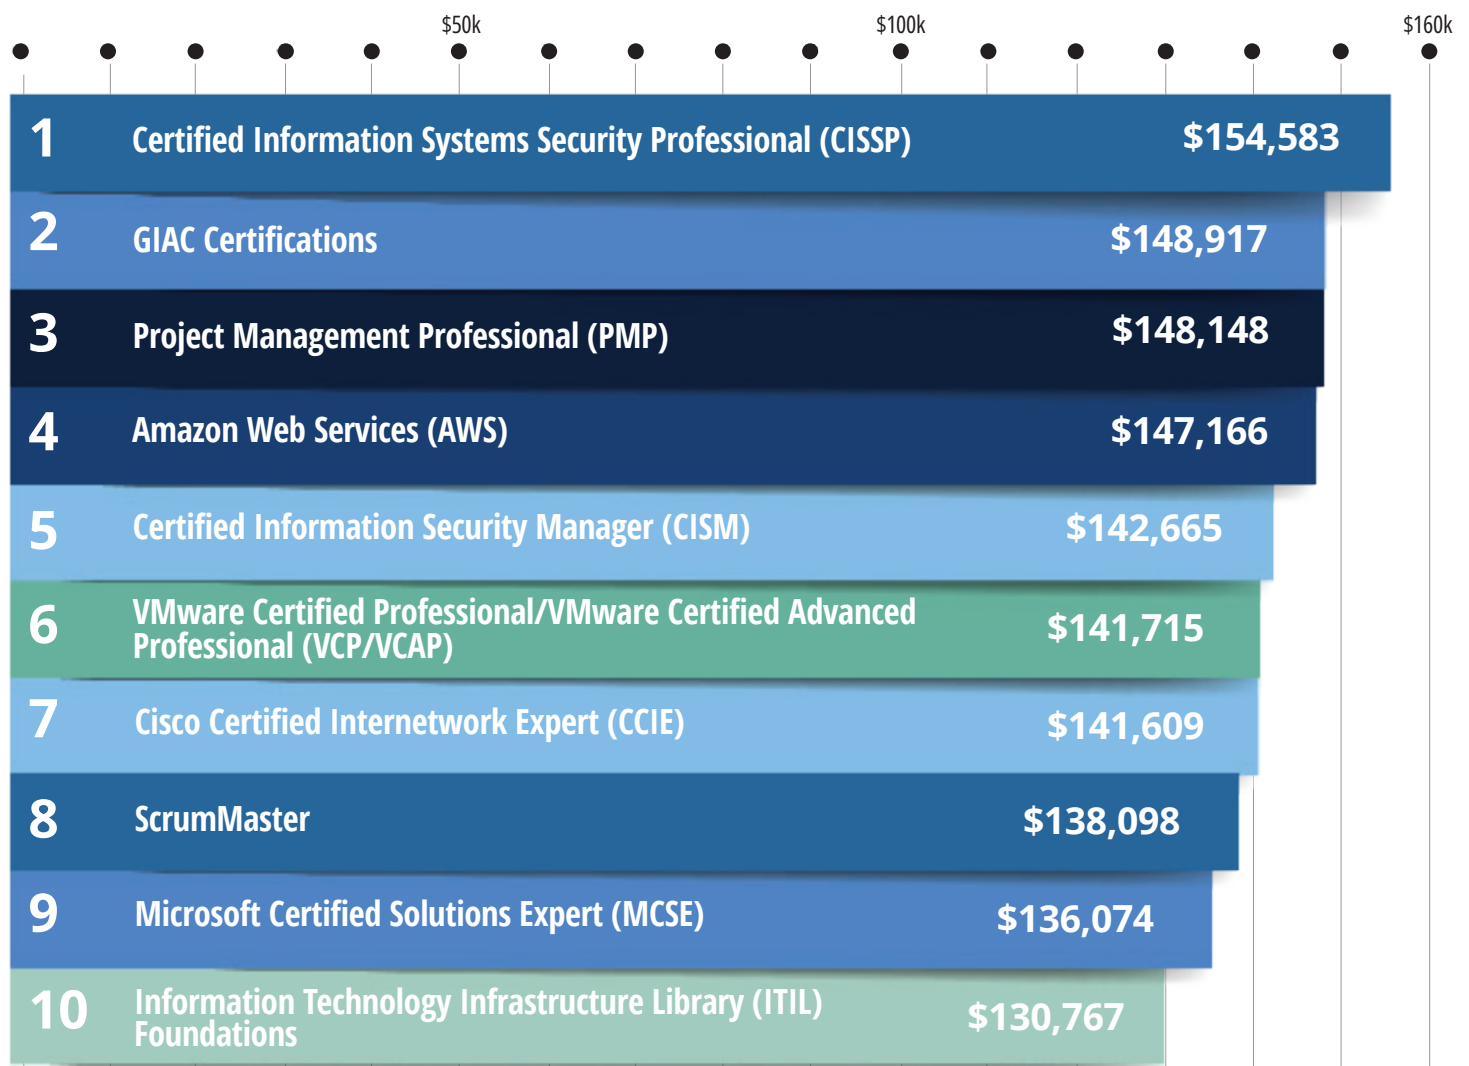 $50k $100k $160k
1 Certified Information Systems Security Professional (CISSP) $154,583
2 GIAC Certifications $148,917
3 Project Management Professional (PMP) $148,148
4 Amazon Web Services (AWS) $147,166
5 Certified Information Security Manager (CISM) $142,665
6 VMware Certified Professional/VMware Certified Advanced
Professional (VCP/VCAP) $141,715
7 Cisco Certified Internetwork Expert (CCIE) $141,609
8 ScrumMaster $138,098
9 Microsoft Certified Solutions Expert (MCSE) $136,074
10 Information Technology Infrastructure Library (ITIL)
Foundations $130,767